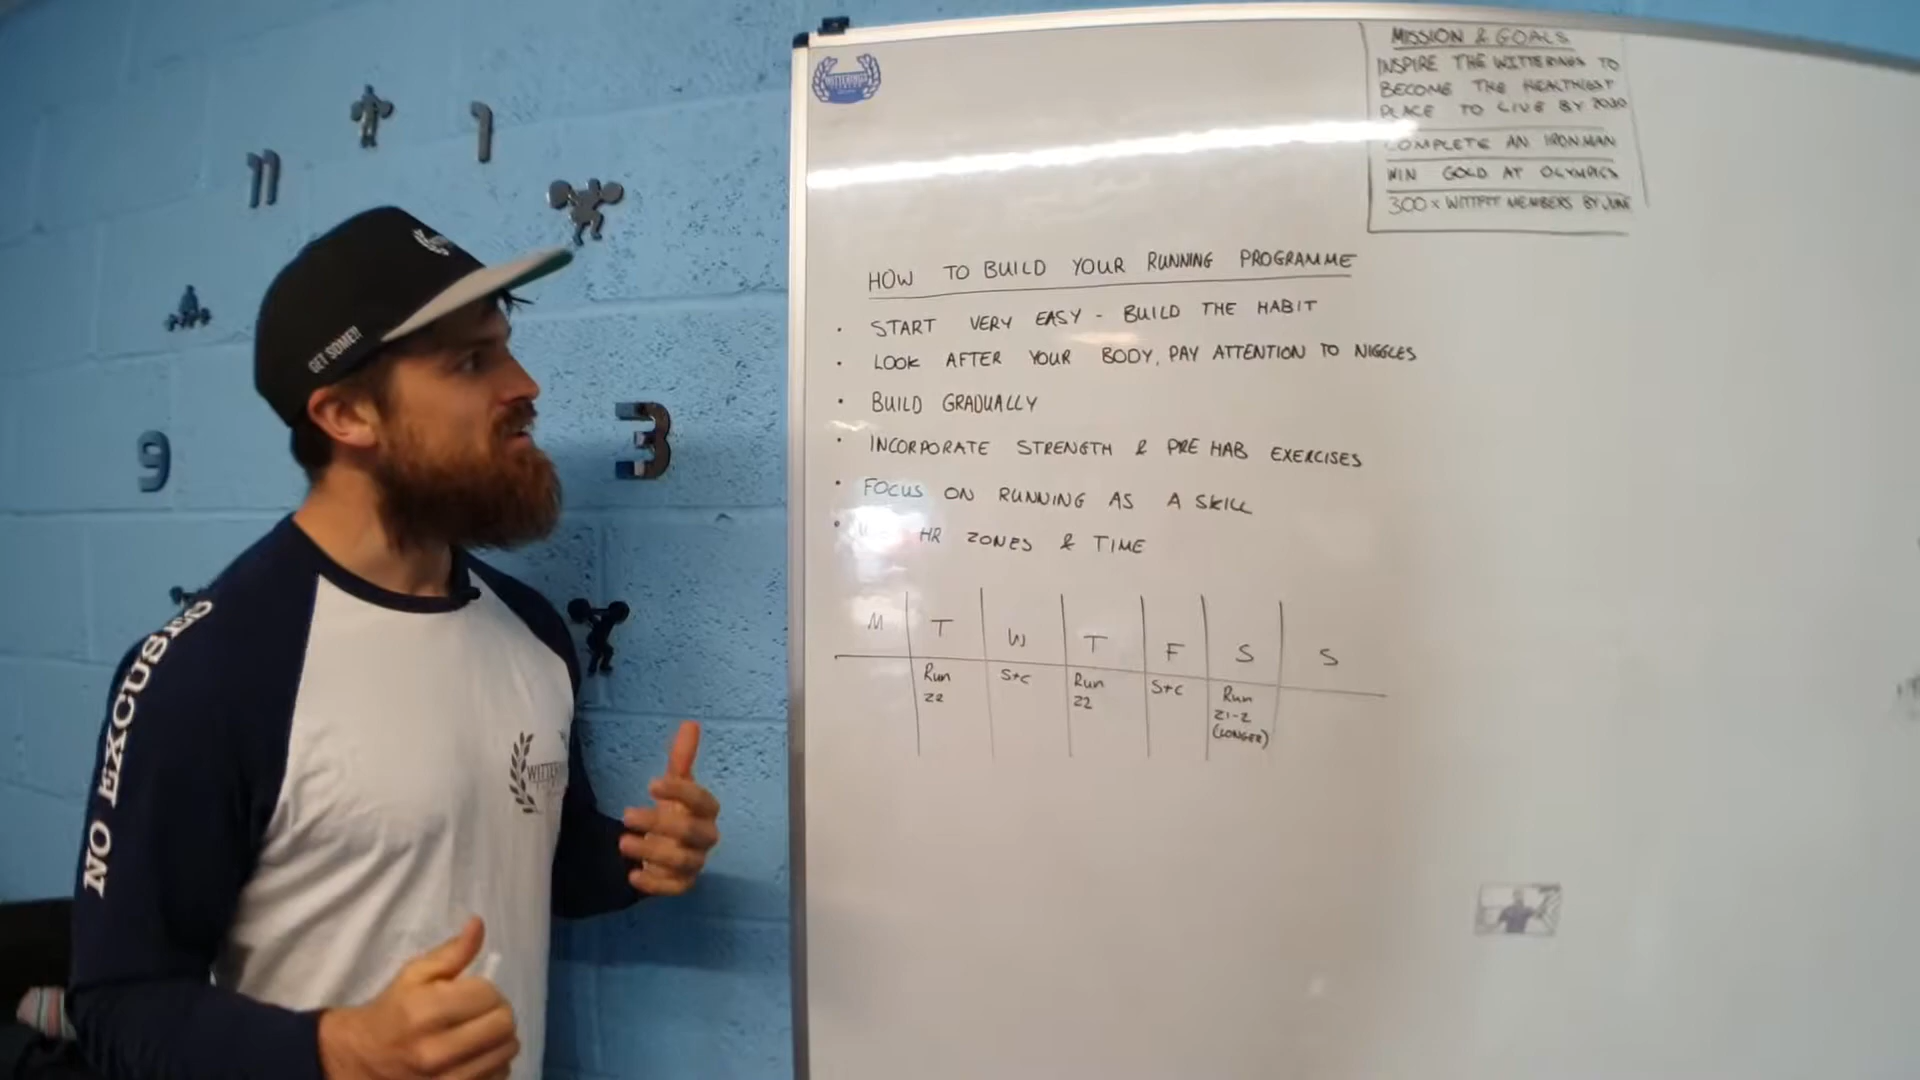 MISSION & GOALS
INSPIRE THE WITTERINGS TO
BECOME THE HEALTHIEST
PLACE TO LIVE BY 2020
COMPLETE AN IRONMAN
WIN GOLD AT OLYMPICS
300 x WITTFIT MEMBERS BY JUNE
WITTERINGS
HOW TO BUILD YOUR RUNNING PROGRAMME
• START VERY EASY - BUILD THE HABIT
• LOOK AFTER YOUR BODY, PAY ATTENTION TO NIGGLES
• BUILD GRADUALLY
• INCORPORATE STRENGTH & PRE HAB EXERCISES
• FOCUS ON RUNNING AS A SKILL
• HR ZONES & TIME
M T W T F S S
Run S+C Run S+C Run
Z2 Z2 Z1-2
(LONGER)
11
1
9
3
GET SOME!!
NO EXCUSES